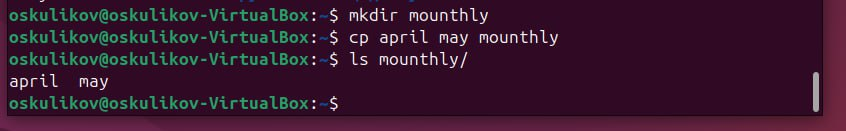 oskulikov@oskulikov-VirtualBox:~$ mkdir mounthly
oskulikov@oskulikov-VirtualBox:~$ cp april may mounthly
oskulikov@oskulikov-VirtualBox:~$ ls mounthly/
april  may
oskulikov@oskulikov-VirtualBox:~$